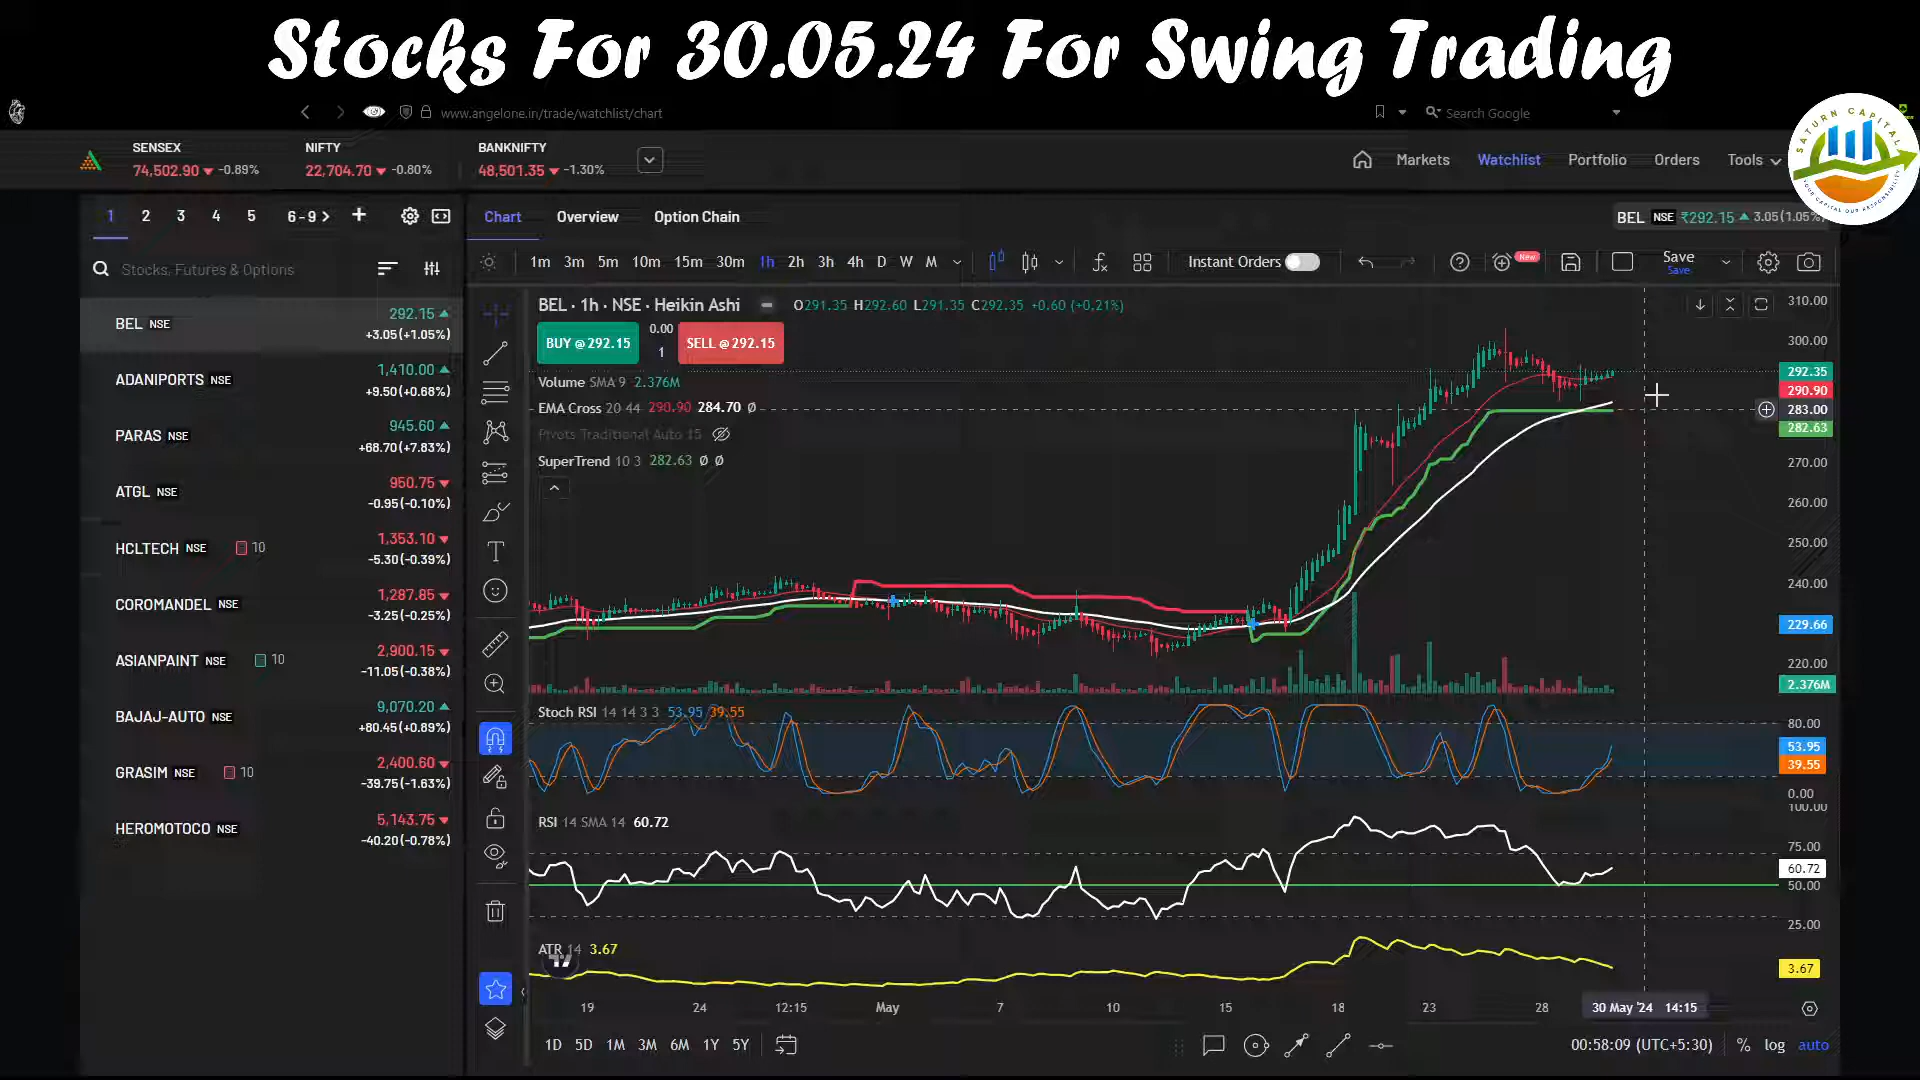 Stocks For 30.05.24 For Swing Trading
www.angelone.in/trade/watchlist/chart
Search Google
SATURN CAPITAL
YOUR CAPITAL OUR RESPONSIBILITY
SENSEX
74,502.90 -0.89%
NIFTY
22,704.70 -0.80%
BANKNIFTY
48,501.35 -1.30%
Markets Watchlist Portfolio Orders Tools
1 2 3 4 5 6-9
Chart Overview Option Chain
BEL NSE ₹292.15 3.05(1.05%)
Stocks, Futures & Options
1m 3m 5m 10m 15m 30m 1h 2h 3h 4h D W M
Instant Orders
New
Save
Save
BEL NSE 292.15
+3.05(+1.05%)
ADANIPORTS NSE 1,410.00
+9.50(+0.68%)
PARAS NSE 945.60
+68.70(+7.83%)
ATGL NSE 950.75
-0.95(-0.10%)
HCLTECH NSE 10 1,353.10
-5.30(-0.39%)
COROMANDEL NSE 1,287.85
-3.25(-0.25%)
ASIANPAINT NSE 10 2,900.15
-11.05(-0.38%)
BAJAJ-AUTO NSE 9,070.20
+80.45(+0.89%)
GRASIM NSE 10 2,400.60
-39.75(-1.63%)
HEROMOTOCO NSE 5,143.75
-40.20(-0.78%)
BEL · 1h · NSE · Heikin Ashi O291.35 H292.60 L291.35 C292.35 +0.60 (+0.21%)
BUY @ 292.15 0.00 1 SELL @ 292.15
Volume SMA 9 2.376M
EMA Cross 20 44 290.90 284.70 Ø
Pivots Traditional Auto 15
SuperTrend 10 3 282.63 Ø Ø
310.00
300.00
292.35
290.90
283.00
282.63
270.00
260.00
250.00
240.00
229.66
220.00
2.376M
Stoch RSI 14 14 3 3 53.95 39.55
80.00
53.95
39.55
0.00
100.00
RSI 14 SMA 14 60.72
75.00
60.72
50.00
25.00
ATR 14 3.67
3.67
19 24 12:15 May 7 10 15 18 23 28 30 May '24 14:15
1D 5D 1M 3M 6M 1Y 5Y
00:58:09 (UTC+5:30) % log auto